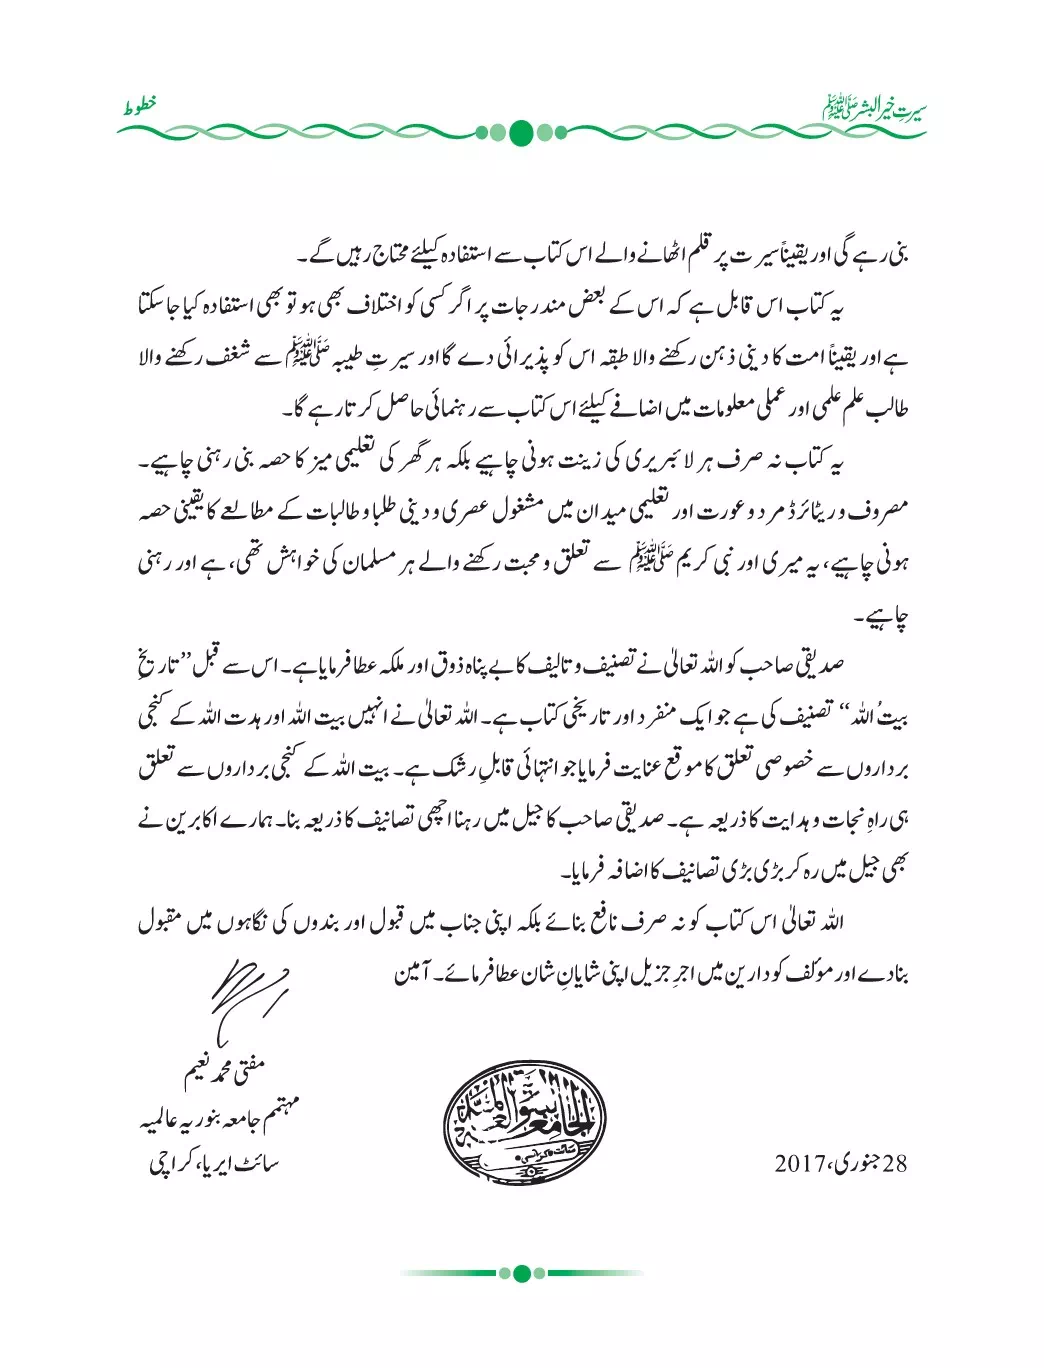 سیرتِ خیر البشر ﷺ
خطوط
بنی رہے گی اور یقیناً سیرت پر قلم اٹھانے والے اس کتاب سے استفادہ کیلئے محتاج رہیں گے۔
یہ کتاب اس قابل ہے کہ اس کے بعض مندرجات پر اگر کسی کو اختلاف بھی ہو تو بھی استفادہ کیا جاسکتا
ہے اور یقیناً امت کا دینی ذہن رکھنے والا طبقہ اس کو پذیرائی دے گا اور سیرتِ طیبہ ﷺ سے شغف رکھنے والا
طالب علم علمی اور عملی معلومات میں اضافے کیلئے اس کتاب سے رہنمائی حاصل کرتا رہے گا۔
یہ کتاب نہ صرف ہر لائبریری کی زینت ہونی چاہیے بلکہ ہر گھر کی تعلیمی میز کا حصہ بنی رہنی چاہیے۔
مصروف و ریٹائرڈ مرد و عورت اور تعلیمی میدان میں مشغول عصری و دینی طلبا و طالبات کے مطالعے کا یقینی حصہ
ہونی چاہیے، یہ میری اور نبی کریم ﷺ سے تعلق و محبت رکھنے والے ہر مسلمان کی خواہش تھی، ہے اور رہنی
چاہیے۔
صدیقی صاحب کو اللہ تعالیٰ نے تصنیف و تالیف کا بے پناہ ذوق اور ملکہ عطا فرمایا ہے۔ اس سے قبل ”تاریخِ
بیتُ اللہ“ تصنیف کی ہے جو ایک منفرد اور تاریخی کتاب ہے۔ اللہ تعالیٰ نے انہیں بیت اللہ اور ہدت اللہ کے کنجی
برداروں سے خصوصی تعلق کا موقع عنایت فرمایا جو انتہائی قابلِ رشک ہے۔ بیت اللہ کے کنجی برداروں سے تعلق
ہی راہِ نجات و ہدایت کا ذریعہ ہے۔ صدیقی صاحب کا جیل میں رہنا اچھی تصانیف کا ذریعہ بنا۔ ہمارے اکابرین نے
بھی جیل میں رہ کر بڑی بڑی تصانیف کا اضافہ فرمایا۔
اللہ تعالیٰ اس کتاب کو نہ صرف نافع بنائے بلکہ اپنی جناب میں قبول اور بندوں کی نگاہوں میں مقبول
بنا دے اور مؤلف کو دارین میں اجرِ جزیل اپنی شایانِ شان عطا فرمائے۔ آمین
مفتی محمد نعیم
مہتمم جامعہ بنوریہ عالمیہ
سائٹ ایریا، کراچی
28 جنوری، 2017